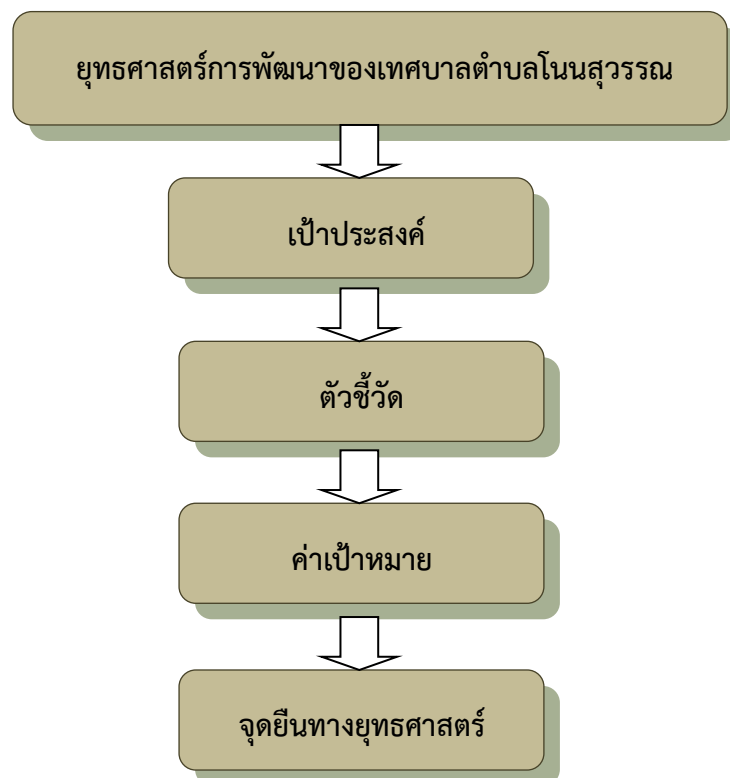 ยุทธศาสตร์การพัฒนาของเทศบาลตำบลโนนสุวรรณ
เป้าประสงค์
ตัวชี้วัด
ค่าเป้าหมาย
จุดยืนทางยุทธศาสตร์